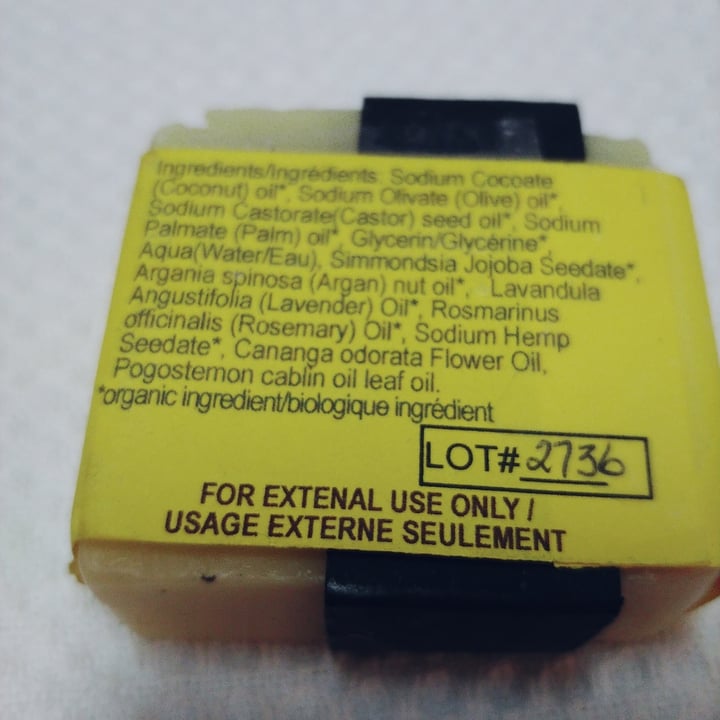 Ingredients/Ingrédients: Sodium Cocoate
(Coconut) oil*, Sodium Olivate (Olive) oil*,
Sodium Castorate(Castor) seed oil*, Sodium
Palmate (Palm) oil*, Glycerin/Glycérine*,
Aqua(Water/Eau), Simmondsia Jojoba Seedate*,
Argania spinosa (Argan) nut oil*, Lavandula
Angustifolia (Lavender) Oil*, Rosmarinus
officinalis (Rosemary) Oil*, Sodium Hemp
Seedate*, Cananga odorata Flower Oil,
Pogostemon cablin oil leaf oil.
*organic ingredient/biologique ingrédient
LOT# 2736
FOR EXTENAL USE ONLY /
USAGE EXTERNE SEULEMENT